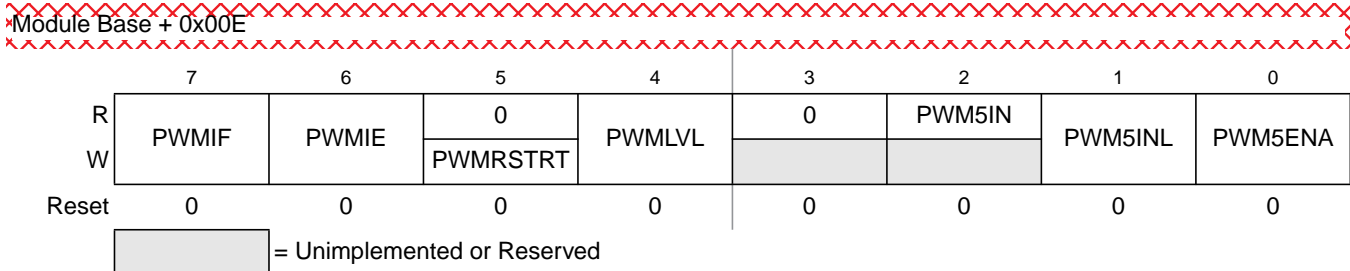 Module Base + 0x00E
7 6 5 4 3 2 1 0
R PWMIF PWMIE 0 PWMLVL 0 PWM5IN PWM5INL PWM5ENA
W PWMRSTRT
Reset 0 0 0 0 0 0 0 0
= Unimplemented or Reserved